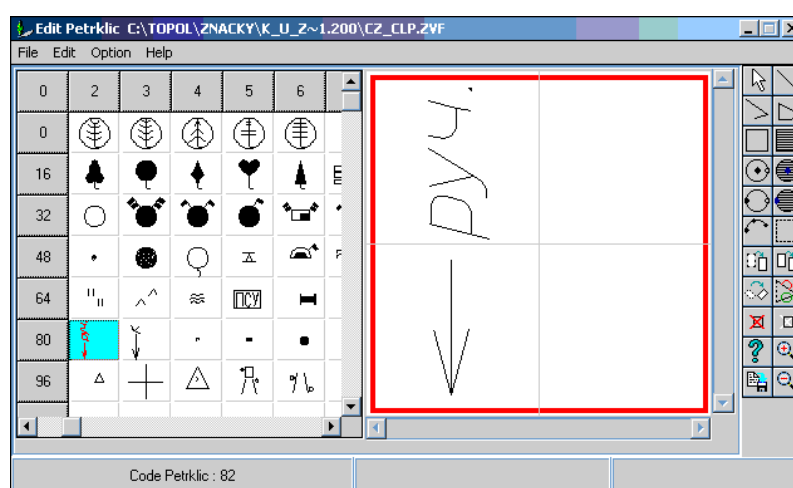 Edit Petrklic C:\TOPOL\ZNACKY\K_U_Z~1.200\CZ_CLP.ZVF
File Edit Option Help
0 2 3 4 5 6
0
16
32
48
64 ПСУ
80
96
руч.
Code Petrklic : 82